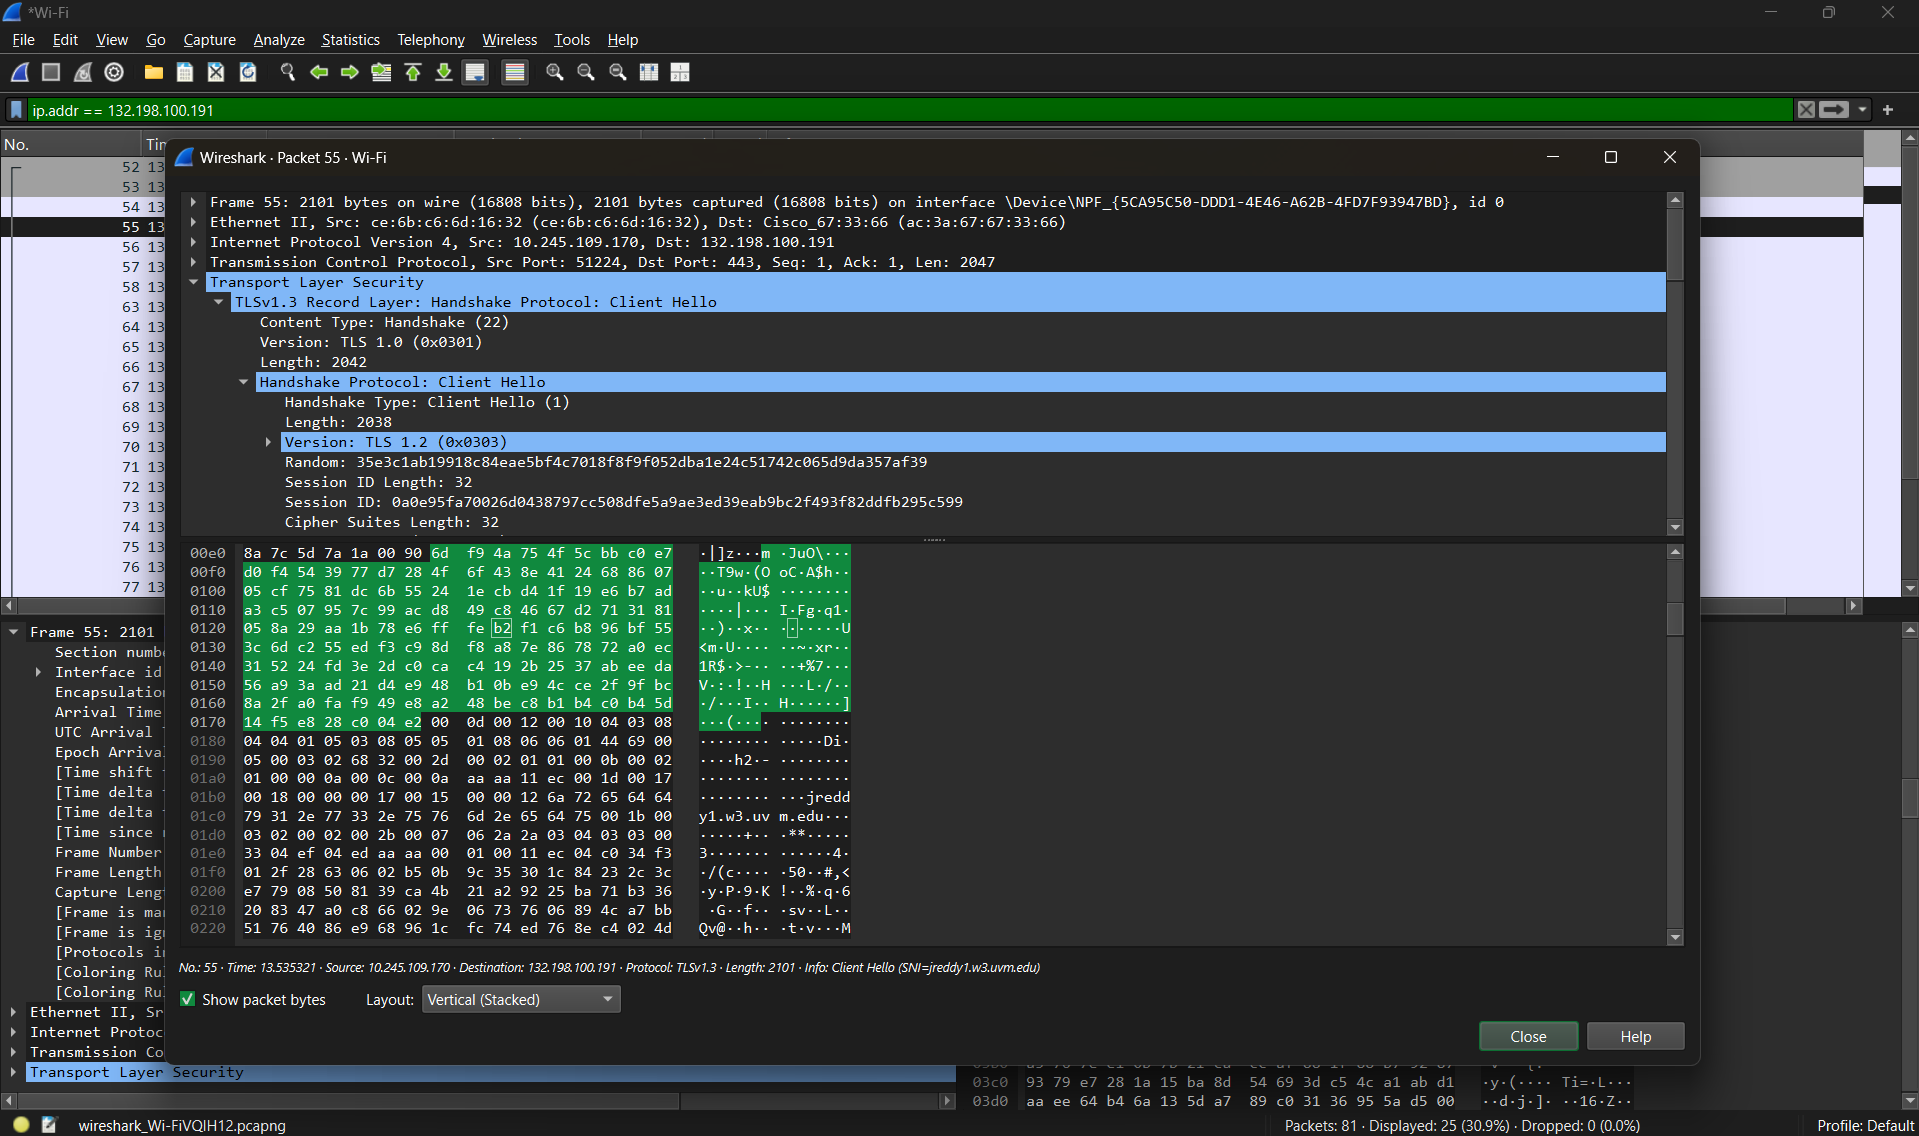 *Wi-Fi
File Edit View Go Capture Analyze Statistics Telephony Wireless Tools Help
ip.addr == 132.198.100.191
No. Tim
52 13
53 13
54 13
55 13
56 13
57 13
58 13
63 13
64 13
65 13
66 13
67 13
68 13
69 13
70 13
71 13
72 13
73 13
74 13
75 13
76 13
77 13
Wireshark · Packet 55 · Wi-Fi
Frame 55: 2101 bytes on wire (16808 bits), 2101 bytes captured (16808 bits) on interface \Device\NPF_{5CA95C50-DDD1-4E46-A62B-4FD7F93947BD}, id 0
Ethernet II, Src: ce:6b:c6:6d:16:32 (ce:6b:c6:6d:16:32), Dst: Cisco_67:33:66 (ac:3a:67:67:33:66)
Internet Protocol Version 4, Src: 10.245.109.170, Dst: 132.198.100.191
Transmission Control Protocol, Src Port: 51224, Dst Port: 443, Seq: 1, Ack: 1, Len: 2047
Transport Layer Security
TLSv1.3 Record Layer: Handshake Protocol: Client Hello
Content Type: Handshake (22)
Version: TLS 1.0 (0x0301)
Length: 2042
Handshake Protocol: Client Hello
Handshake Type: Client Hello (1)
Length: 2038
Version: TLS 1.2 (0x0303)
Random: 35e3c1ab19918c84eae5bf4c7018f8f9f052dba1e24c51742c065d9da357af39
Session ID Length: 32
Session ID: 0a0e95fa70026d0438797cc508dfe5a9ae3ed39eab9bc2f493f82ddfb295c599
Cipher Suites Length: 32
00e0 8a 7c 5d 7a 1a 00 90 6d f9 4a 75 4f 5c bb c0 e7 ·|]z···m ·JuO\···
00f0 d0 f4 54 39 77 d7 28 4f 6f 43 8e 41 24 68 86 07 ··T9w·(O oC·A$h··
0100 05 cf 75 81 dc 6b 55 24 1e cb d4 1f 19 e6 b7 ad ··u··kU$ ········
0110 a3 c5 07 95 7c 99 ac d8 49 c8 46 67 d2 71 31 81 ····|··· I·Fg·q1·
0120 05 8a 29 aa 1b 78 e6 ff fe b2 f1 c6 b8 96 bf 55 ··)··x·· ·······U
0130 3c 6d c2 55 ed f3 c9 8d f8 a8 7e 86 78 72 a0 ec <m·U···· ··~·xr··
0140 31 52 24 fd 3e 2d c0 ca c4 19 2b 25 37 ab ee da 1R$·>-·· ··+%7···
0150 56 a9 3a ad 21 d4 e9 48 b1 0b e9 4c ce 2f 9f bc V·:·!··H ···L·/··
0160 8a 2f a0 fa f9 49 e8 a2 48 be c8 b1 b4 c0 b4 5d ·/···I·· H······]
0170 14 f5 e8 28 c0 04 e2 00 0d 00 12 00 10 04 03 08 ···(···· ········
0180 04 04 01 05 03 08 05 05 01 08 06 06 01 44 69 00 ········ ·····Di·
0190 05 00 03 02 68 32 00 2d 00 02 01 01 00 0b 00 02 ····h2·- ········
01a0 01 00 00 0a 00 0c 00 0a aa aa 11 ec 00 1d 00 17 ········ ········
01b0 00 18 00 00 00 17 00 15 00 00 12 6a 72 65 64 64 ········ ···jredd
01c0 79 31 2e 77 33 2e 75 76 6d 2e 65 64 75 00 1b 00 y1.w3.uv m.edu···
01d0 03 02 00 02 00 2b 00 07 06 2a 2a 03 04 03 03 00 ·····+·· ·**·····
01e0 33 04 ef 04 ed aa aa 00 01 00 11 ec 04 c0 34 f3 3······· ······4·
01f0 01 2f 28 63 06 02 b5 0b 9c 35 30 1c 84 23 2c 3c ·/(c···· ·50··#,<
0200 e7 79 08 50 81 39 ca 4b 21 a2 92 25 ba 71 b3 36 ·y·P·9·K !··%·q·6
0210 20 83 47 a0 c8 66 02 9e 06 73 76 06 89 4c a7 bb ·G··f·· ·sv··L··
0220 51 76 40 86 e9 68 96 1c fc 74 ed 76 8e c4 02 4d Qv@··h·· ·t·v···M
No.: 55 · Time: 13.535321 · Source: 10.245.109.170 · Destination: 132.198.100.191 · Protocol: TLSv1.3 · Length: 2101 · Info: Client Hello (SNI=jreddy1.w3.uvm.edu)
Show packet bytes Layout: Vertical (Stacked)
Close Help
Frame 55: 2101
Section numb
Interface id
Encapsulatio
Arrival Time
UTC Arrival
Epoch Arriva
[Time shift
[Time delta
[Time delta
[Time since
Frame Number
Frame Length
Capture Leng
[Frame is ma
[Frame is ig
[Protocols i
[Coloring Ru
[Coloring Ru
Ethernet II, Sr
Internet Protoc
Transmission Co
Transport Layer Security
03c0 93 79 e7 28 1a 15 ba 8d 54 69 3d c5 4c a1 ab d1 ·y·(···· Ti=·L···
03d0 aa ee 64 b4 6a 13 5d a7 89 c0 31 36 95 5a d5 00 ··d·j·]· ··16·Z··
wireshark_Wi-FiVQIH12.pcapng
Packets: 81 · Displayed: 25 (30.9%) · Dropped: 0 (0.0%)
Profile: Default